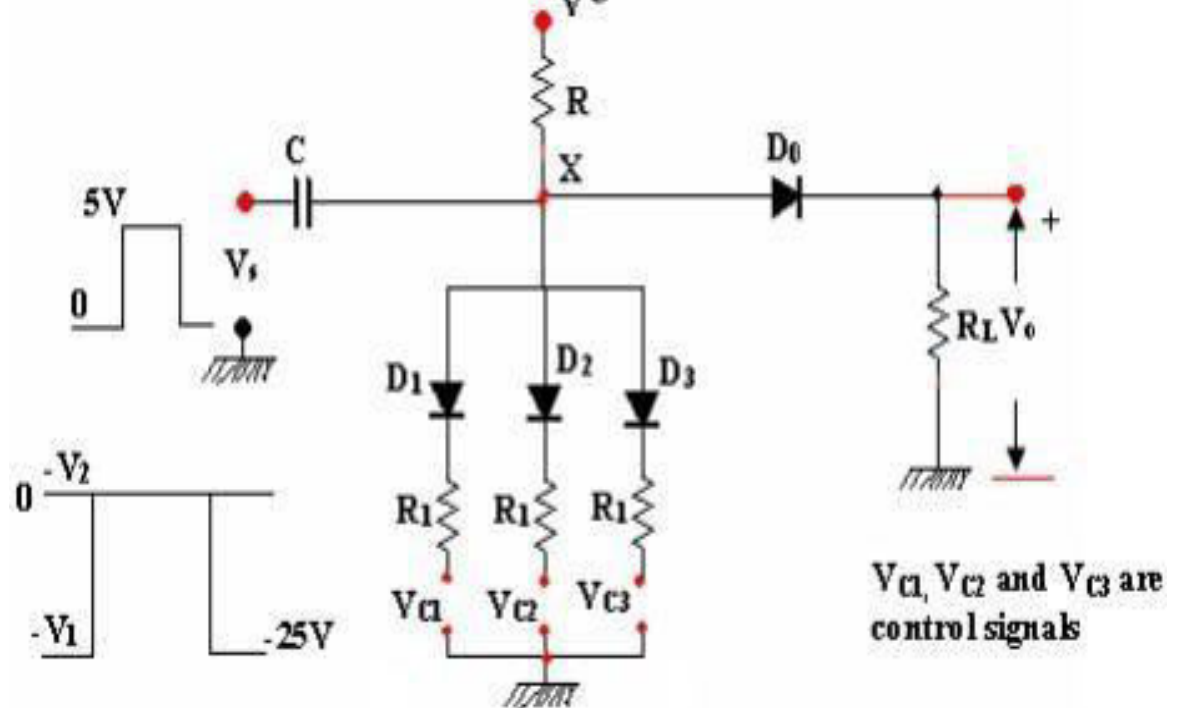 R
C
X
D0
5V
+
Vs
0
RL Vo
D1
D2
D3
-V2
0
R1
R1
R1
VC1
VC2
VC3
-V1
-25V
VC1, VC2 and VC3 are
control signals